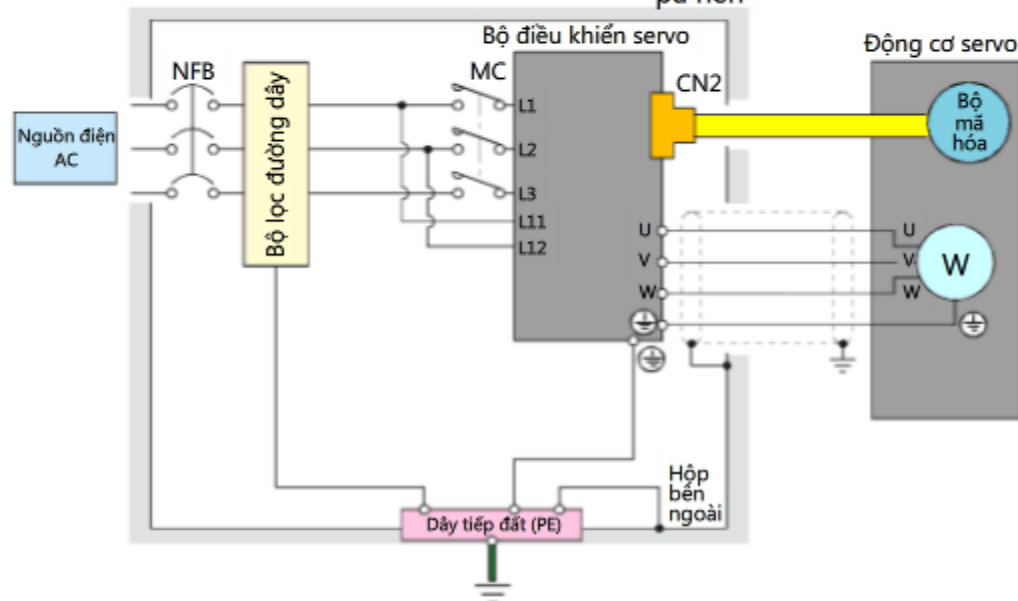 Bộ điều khiển servo
Động cơ servo
NFB
MC
CN2
Nguồn điện
AC
Bộ lọc đường dây
L1
L2
L3
L11
L12
Bộ
mã
hóa
U
V
W
U
V
W
W
Hộp
bên
ngoài
Dây tiếp đất (PE)